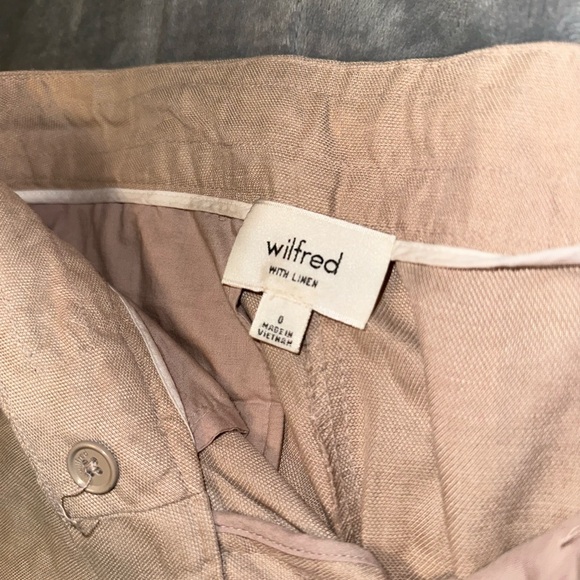 wilfred
WITH LINEN
0
MADE IN
VIETNAM